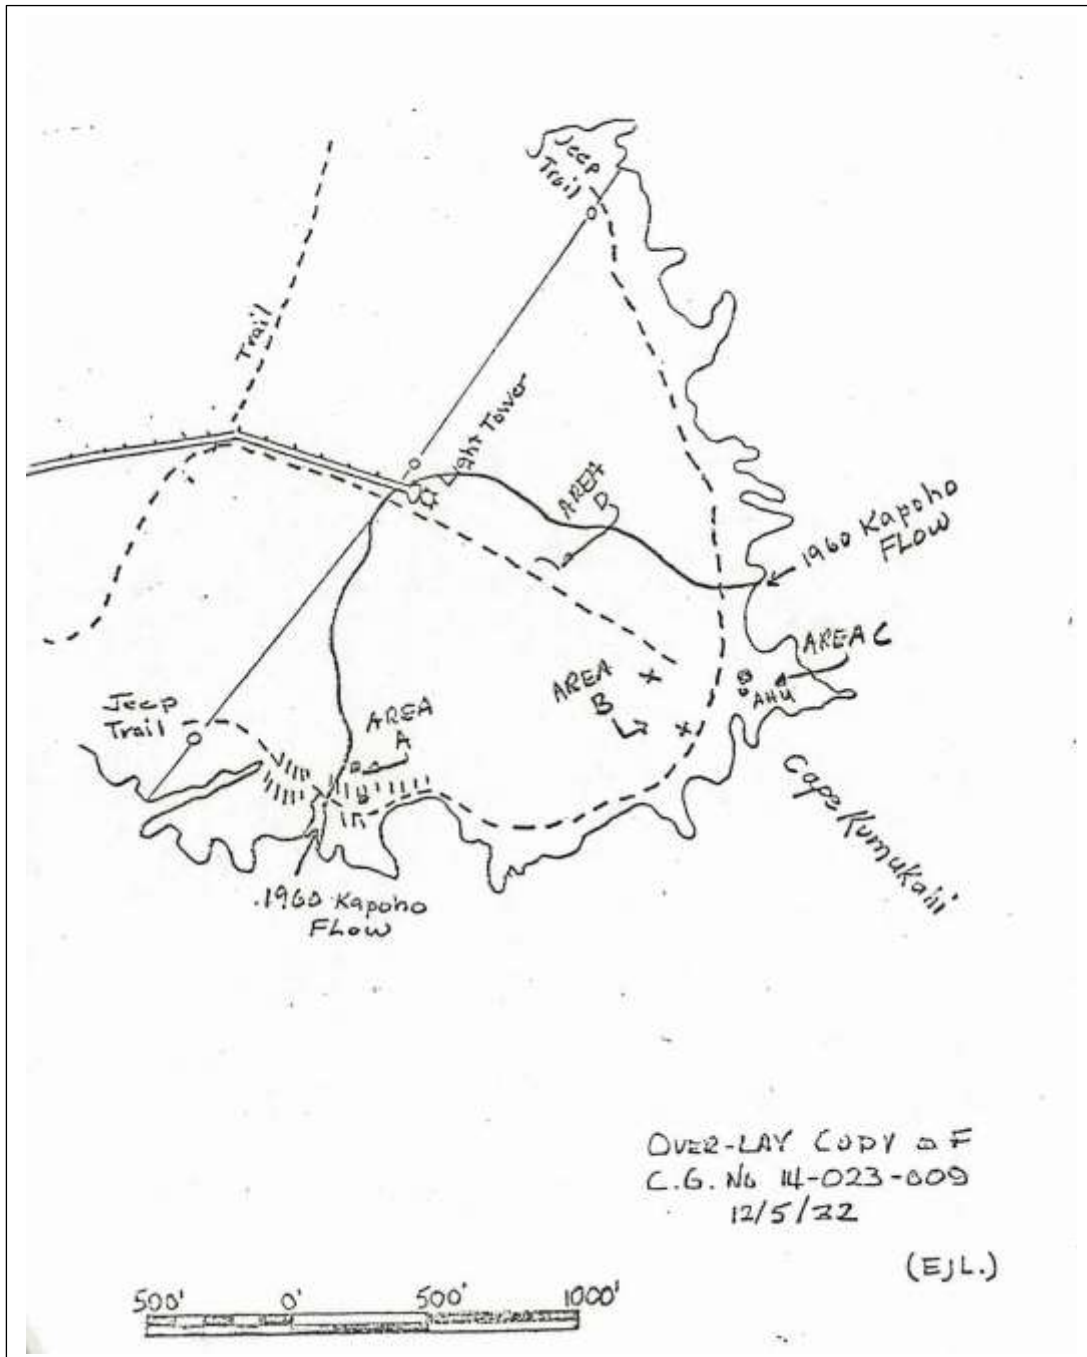 Jeep
Trail
Trail
Light Tower
AREA
D
1960 Kapoho
FLOW
AREA C
AHU
AREA
B
Jeep
Trail
AREA
A
Cape Kumukahi
.1960 Kapoho
FLOW
OVER-LAY COPY OF
C.G. No 14-023-009
12/5/32
(EJL.)
500' 0' 500' 1000'